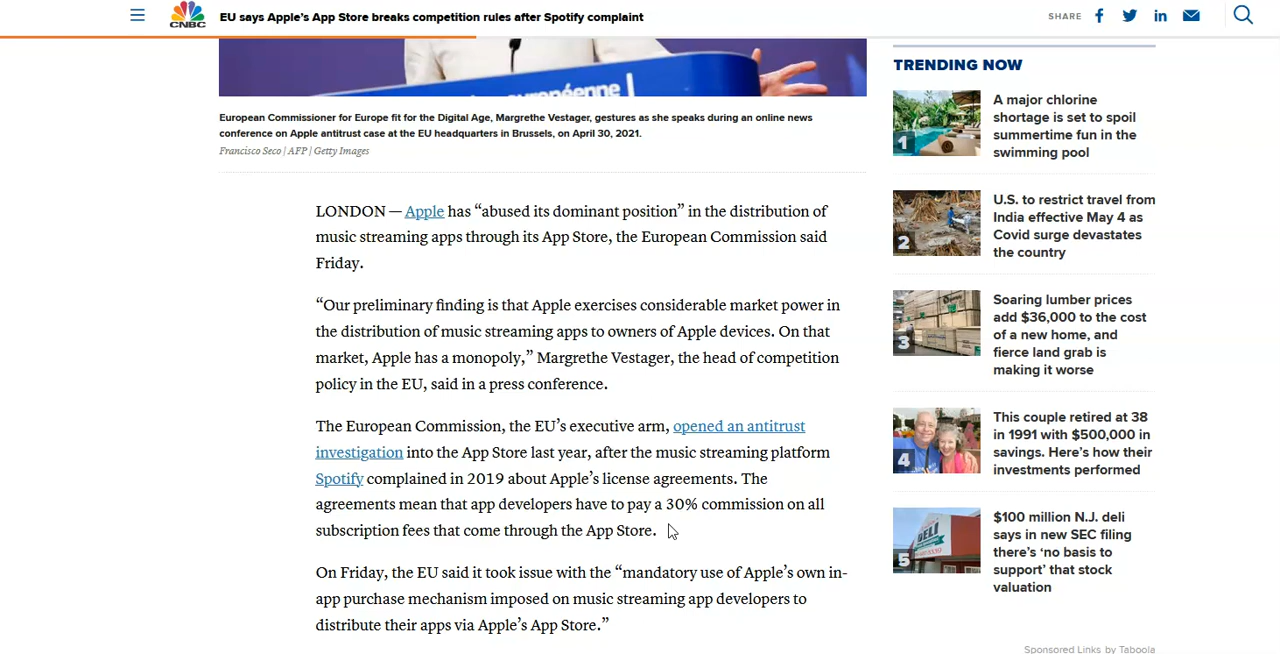 CNBC
EU says Apple’s App Store breaks competition rules after Spotify complaint
SHARE
européenne
European Commissioner for Europe fit for the Digital Age, Margrethe Vestager, gestures as she speaks during an online news
conference on Apple antitrust case at the EU headquarters in Brussels, on April 30, 2021.
Francisco Seco | AFP | Getty Images
LONDON — Apple has “abused its dominant position” in the distribution of
music streaming apps through its App Store, the European Commission said
Friday.
“Our preliminary finding is that Apple exercises considerable market power in
the distribution of music streaming apps to owners of Apple devices. On that
market, Apple has a monopoly,” Margrethe Vestager, the head of competition
policy in the EU, said in a press conference.
The European Commission, the EU’s executive arm, opened an antitrust
investigation into the App Store last year, after the music streaming platform
Spotify complained in 2019 about Apple’s license agreements. The
agreements mean that app developers have to pay a 30% commission on all
subscription fees that come through the App Store.
On Friday, the EU said it took issue with the “mandatory use of Apple’s own in-
app purchase mechanism imposed on music streaming app developers to
distribute their apps via Apple’s App Store.”
TRENDING NOW
1
A major chlorine
shortage is set to spoil
summertime fun in the
swimming pool
2
U.S. to restrict travel from
India effective May 4 as
Covid surge devastates
the country
3
Soaring lumber prices
add $36,000 to the cost
of a new home, and
fierce land grab is
making it worse
4
This couple retired at 38
in 1991 with $500,000 in
savings. Here’s how their
investments performed
DELI
5
$100 million N.J. deli
says in new SEC filing
there’s ‘no basis to
support’ that stock
valuation
Sponsored Links by Taboola